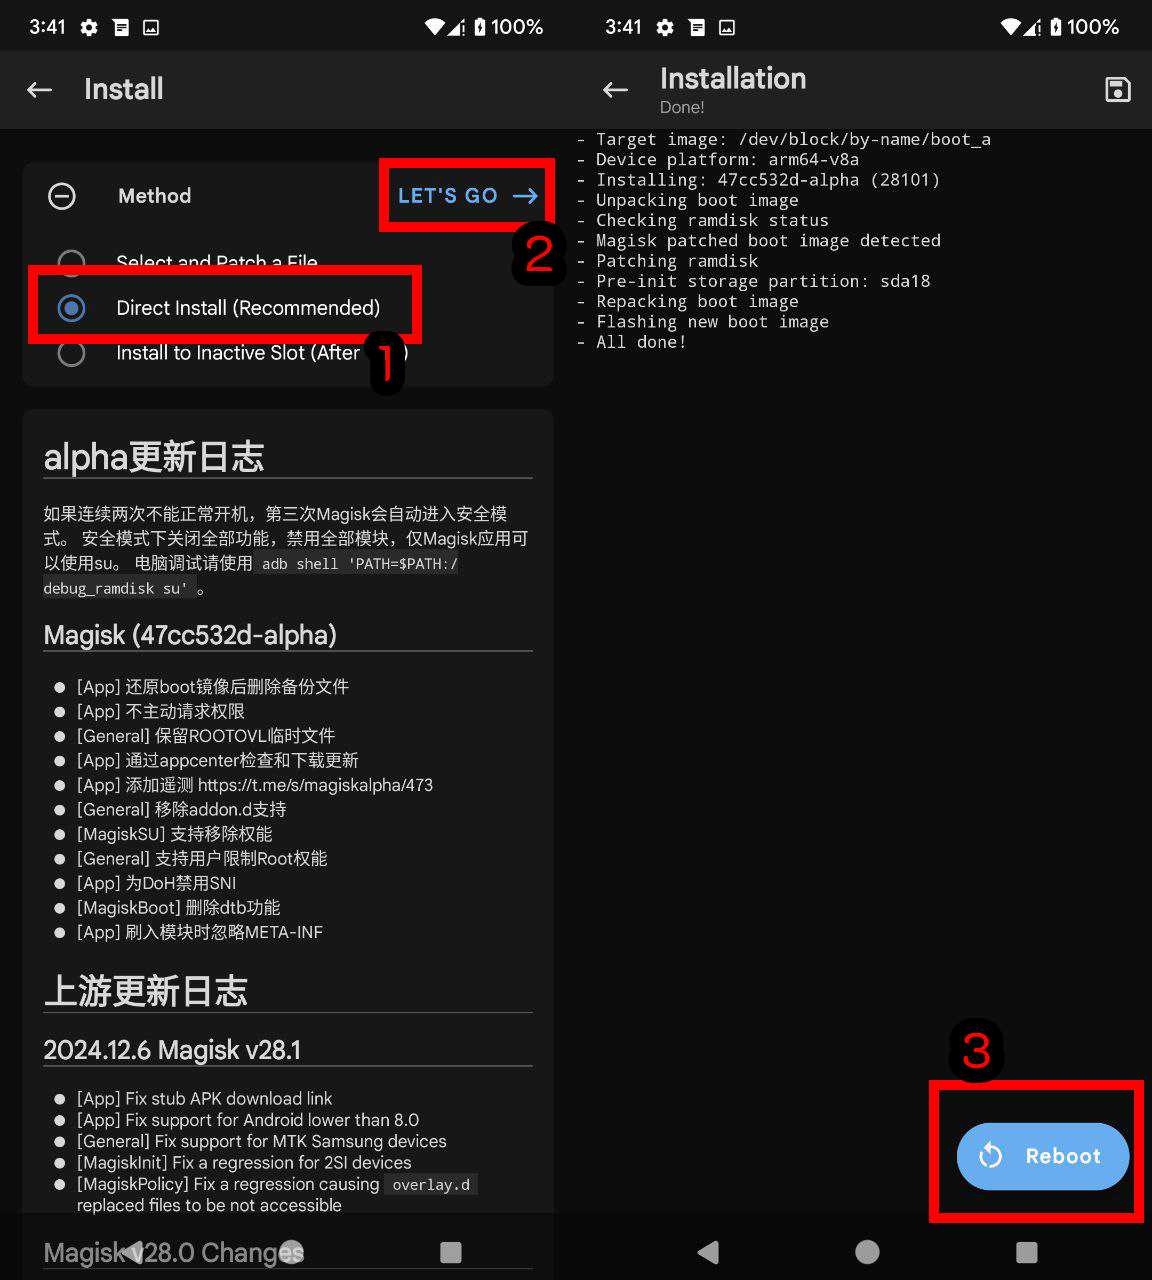 3:41
100%
Install
Method
LET'S GO
2
Select and Patch a File
Direct Install (Recommended)
1
Install to Inactive Slot (After )
alpha更新日志
如果连续两次不能正常开机，第三次Magisk会自动进入安全模
式。 安全模式下关闭全部功能，禁用全部模块，仅Magisk应用可
以使用su。 电脑调试请使用 adb shell 'PATH=$PATH:/
debug_ramdisk su' 。
Magisk (47cc532d-alpha)
[App] 还原boot镜像后删除备份文件
[App] 不主动请求权限
[General] 保留ROOTOVL临时文件
[App] 通过appcenter检查和下载更新
[App] 添加遥测 https://t.me/s/magiskalpha/473
[General] 移除addon.d支持
[MagiskSU] 支持移除权能
[General] 支持用户限制Root权能
[App] 为DoH禁用SNI
[MagiskBoot] 删除dtb功能
[App] 刷入模块时忽略META-INF
上游更新日志
2024.12.6 Magisk v28.1
[App] Fix stub APK download link
[App] Fix support for Android lower than 8.0
[General] Fix support for MTK Samsung devices
[MagiskInit] Fix a regression for 2SI devices
[MagiskPolicy] Fix a regression causing overlay.d
replaced files to be not accessible
Magisk v28.0 Changes
3:41
100%
Installation
Done!
- Target image: /dev/block/by-name/boot_a
- Device platform: arm64-v8a
- Installing: 47cc532d-alpha (28101)
- Unpacking boot image
- Checking ramdisk status
- Magisk patched boot image detected
- Patching ramdisk
- Pre-init storage partition: sda18
- Repacking boot image
- Flashing new boot image
- All done!
3
Reboot